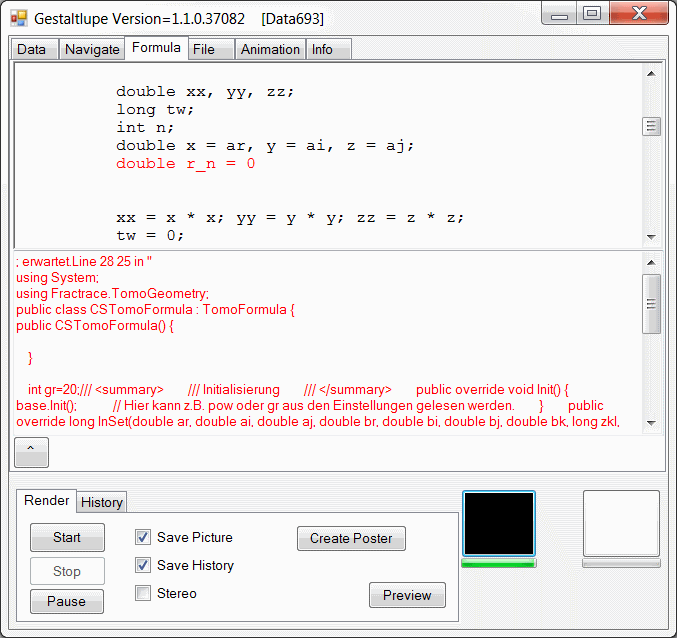 Gestaltlupe Version=1.1.0.37082    [Data693]
Data Navigate Formula File Animation Info
double xx, yy, zz;
long tw;
int n;
double x = ar, y = ai, z = aj;
double r_n = 0
xx = x * x; yy = y * y; zz = z * z;
tw = 0;
; erwartet.Line 28 25 in "
using System;
using Fractrace.TomoGeometry;
public class CSTomoFormula : TomoFormula {
public CSTomoFormula() {
}
int gr=20;/// <summary> /// Initialisierung /// </summary> public override void Init() {
base.Init(); // Hier kann z.B. pow oder gr aus den Einstellungen gelesen werden. } public
override long InSet(double ar, double ai, double aj, double br, double bi, double bj, double bk, long zkl,
^
Render History
Start
Stop
Pause
Save Picture
Save History
Stereo
Create Poster
Preview